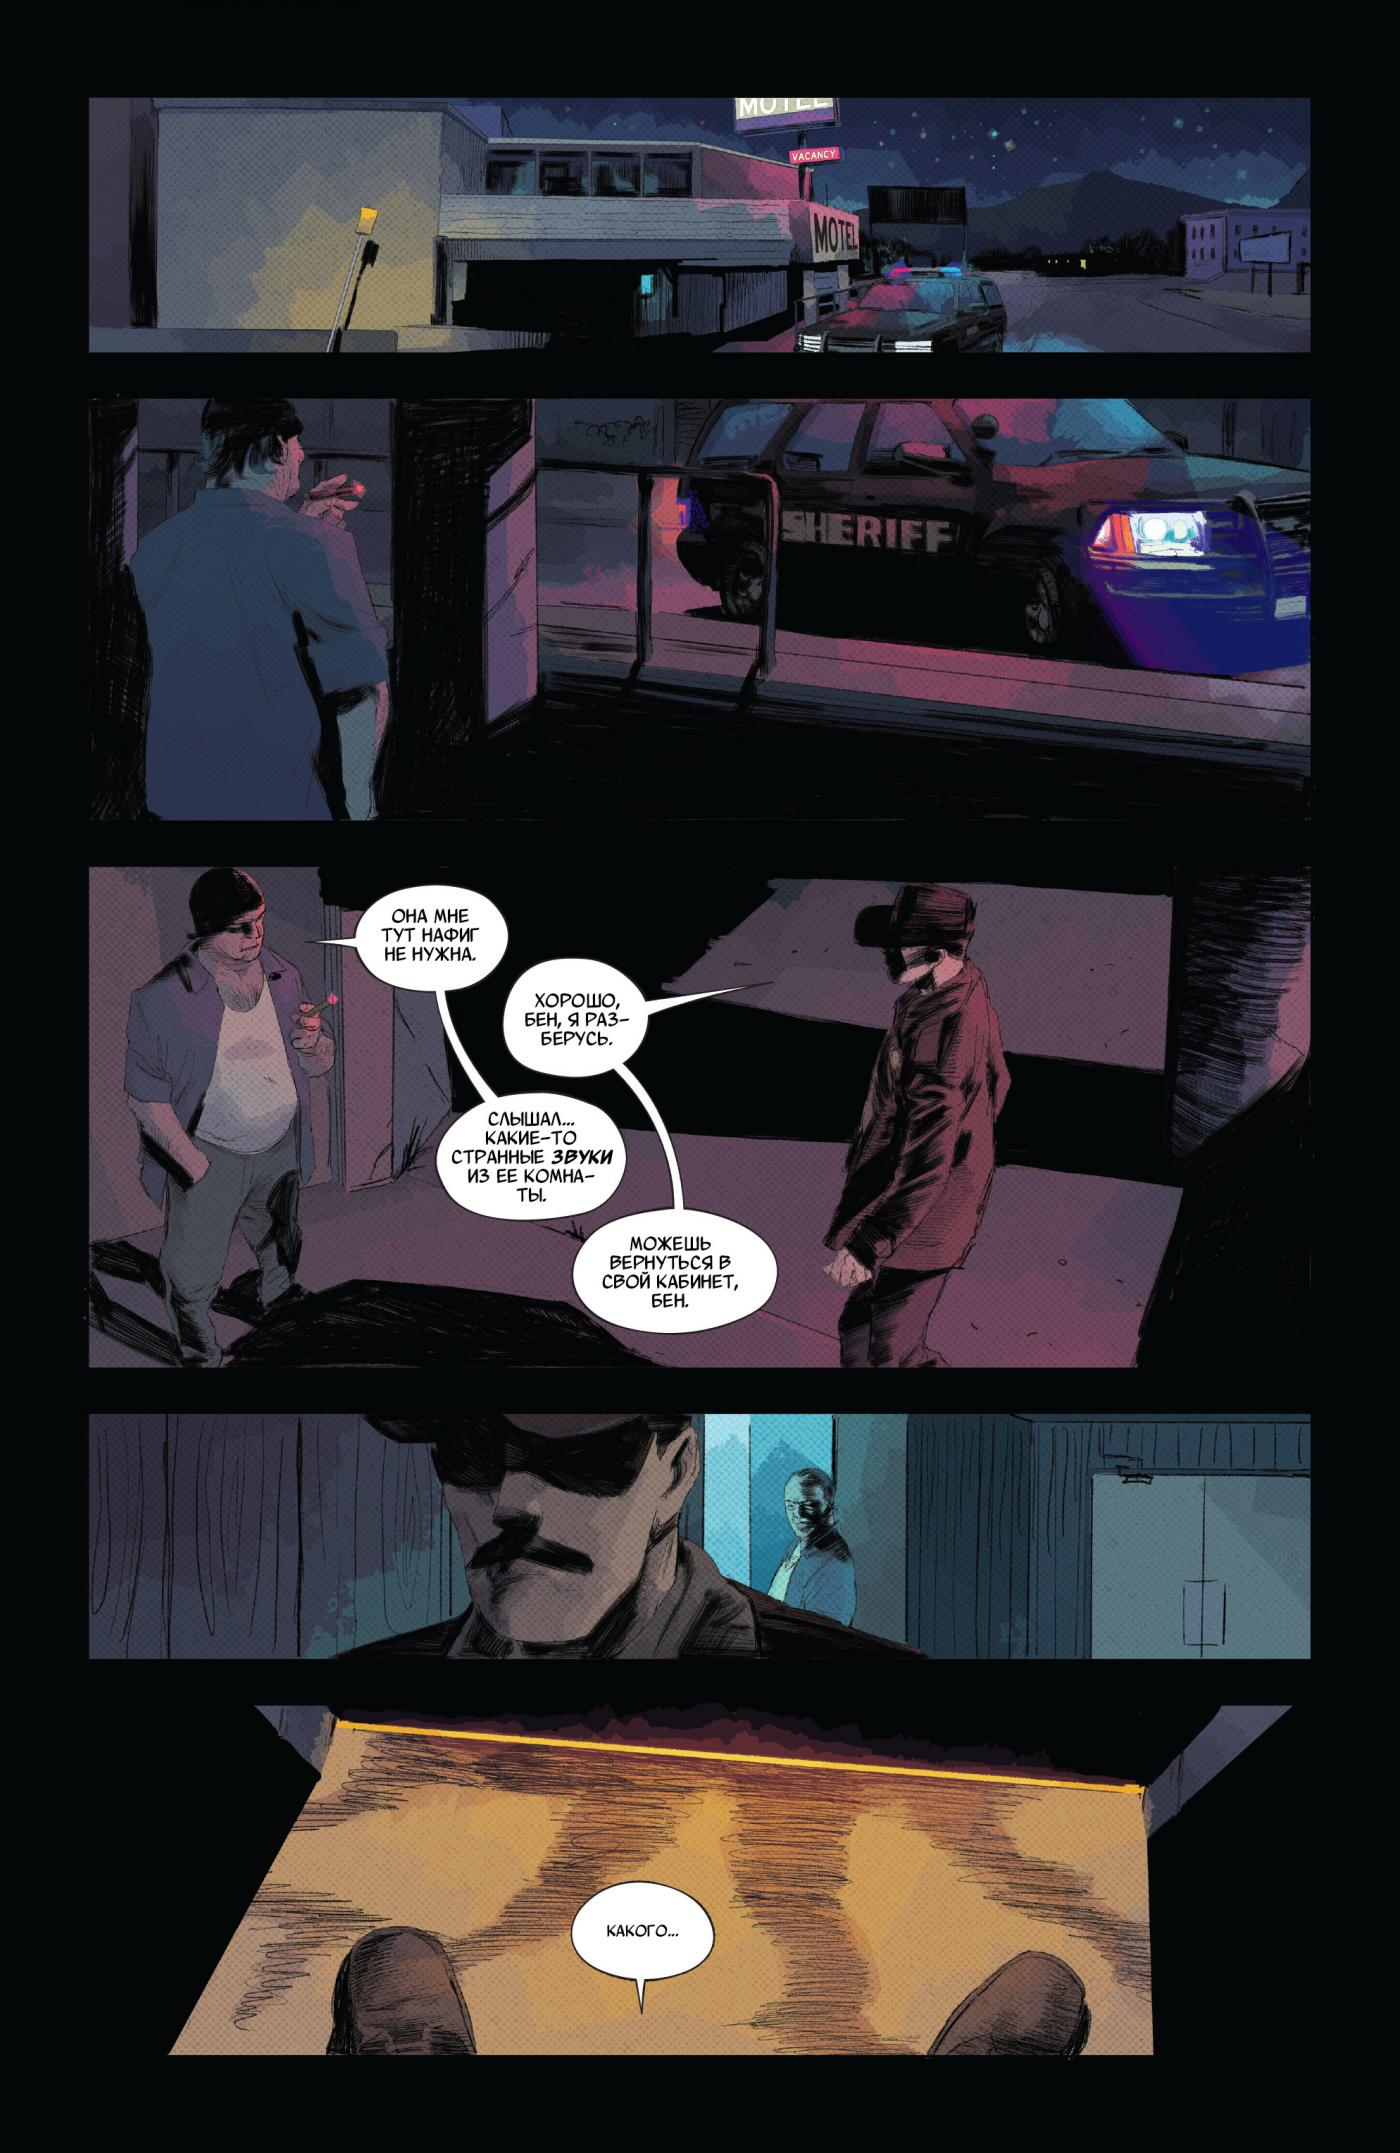 MOTEL
VACANCY
MOTEL
SHERIFF
ОНА МНЕ
ТУТ НАФИГ
НЕ НУЖНА.
ХОРОШО,
БЕН, Я РАЗ-
БЕРУСЬ.
СЛЫШАЛ...
КАКИЕ-ТО
СТРАННЫЕ ЗВУКИ
ИЗ ЕЕ КОМНА-
ТЫ.
МОЖЕШЬ
ВЕРНУТЬСЯ В
СВОЙ КАБИНЕТ,
БЕН.
КАКОГО...